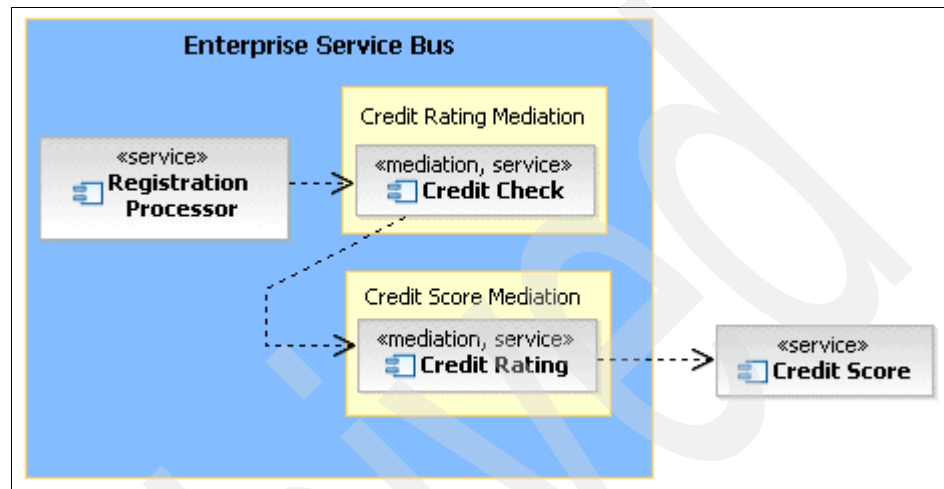 Enterprise Service Bus
Credit Rating Mediation
«service»
Registration
Processor
«mediation, service»
Credit Check
Credit Score Mediation
«mediation, service»
Credit Rating
«service»
Credit Score